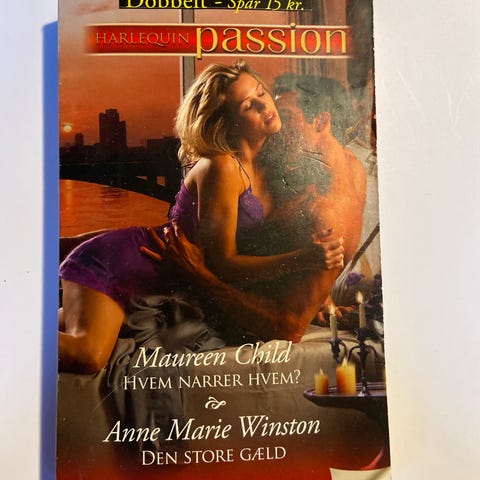 Dobbelt - Spar 15 kr.
HARLEQUIN passion
Maureen Child
HVEM NARRER HVEM?
Anne Marie Winston
DEN STORE GÆLD